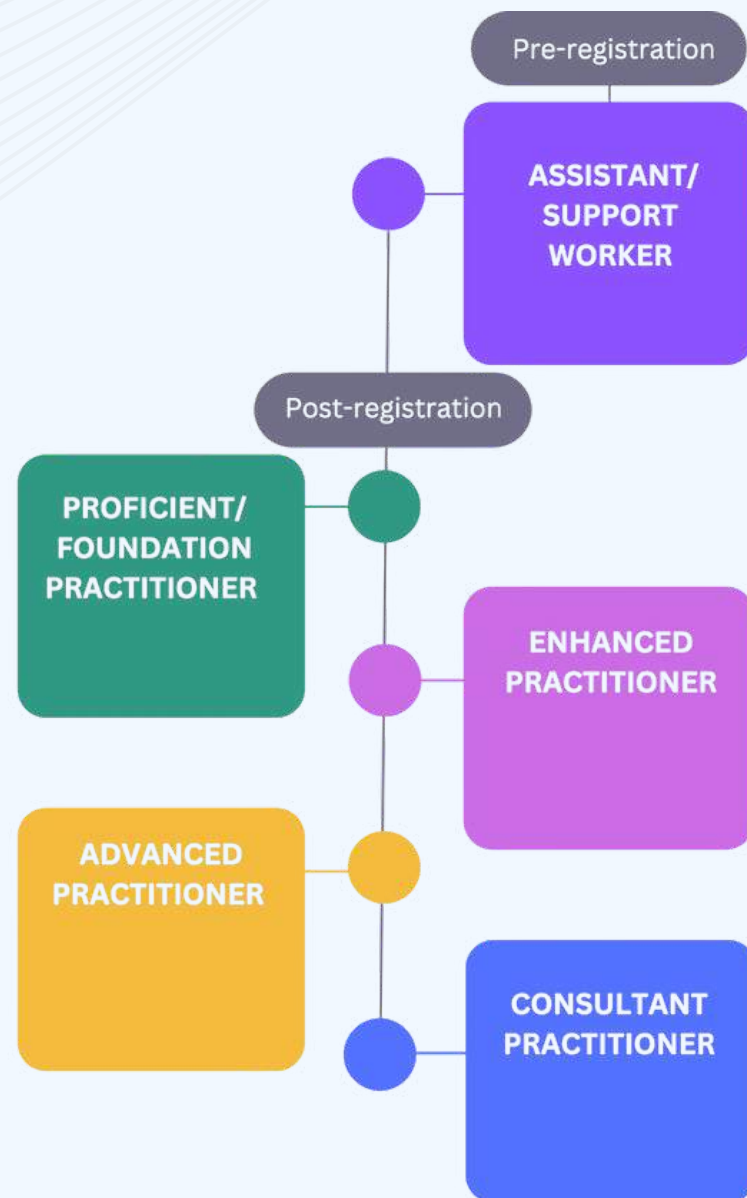 Pre-registration
ASSISTANT/
SUPPORT
WORKER
Post-registration
PROFICIENT/
FOUNDATION
PRACTITIONER
ENHANCED
PRACTITIONER
ADVANCED
PRACTITIONER
CONSULTANT
PRACTITIONER